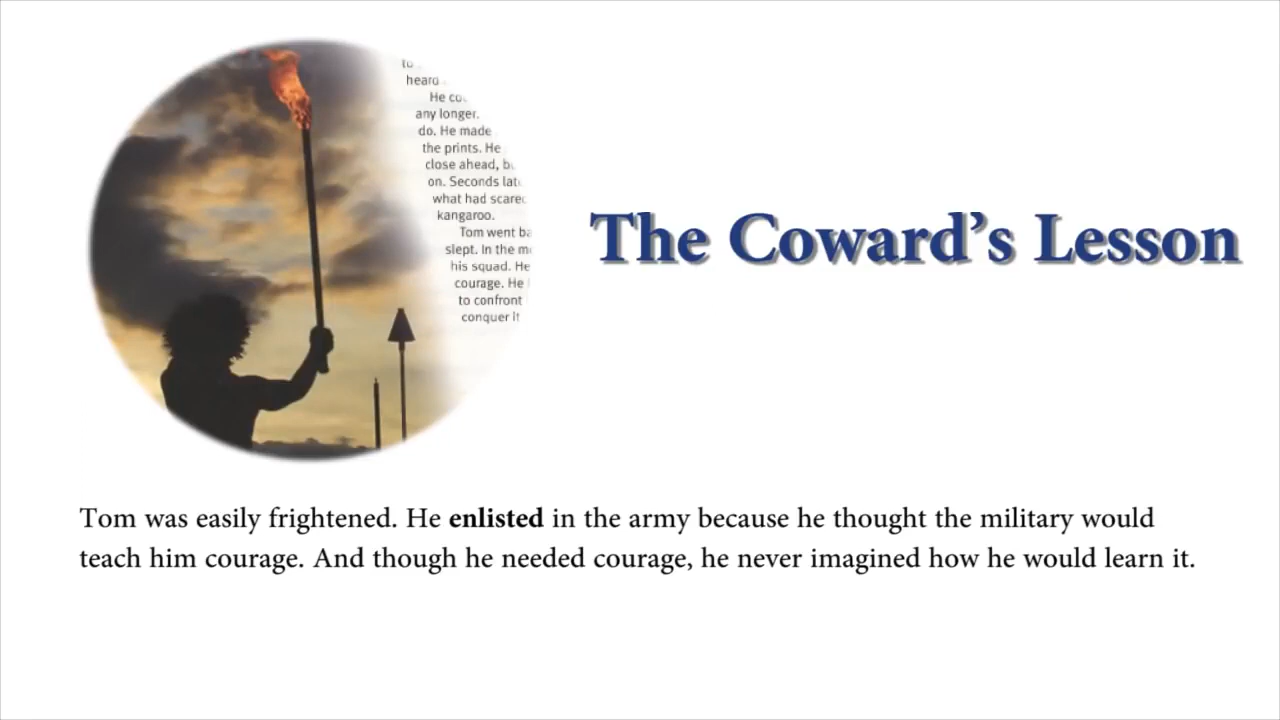 heard
He
any longer.
do. He made
the prints. He
close ahead,
on. Seconds
what had
kangaroo.
Tom went
slept. In the
his squad. He
courage. He
to confront
conquer it
The Coward's Lesson
Tom was easily frightened. He enlisted in the army because he thought the military would
teach him courage. And though he needed courage, he never imagined how he would learn it.